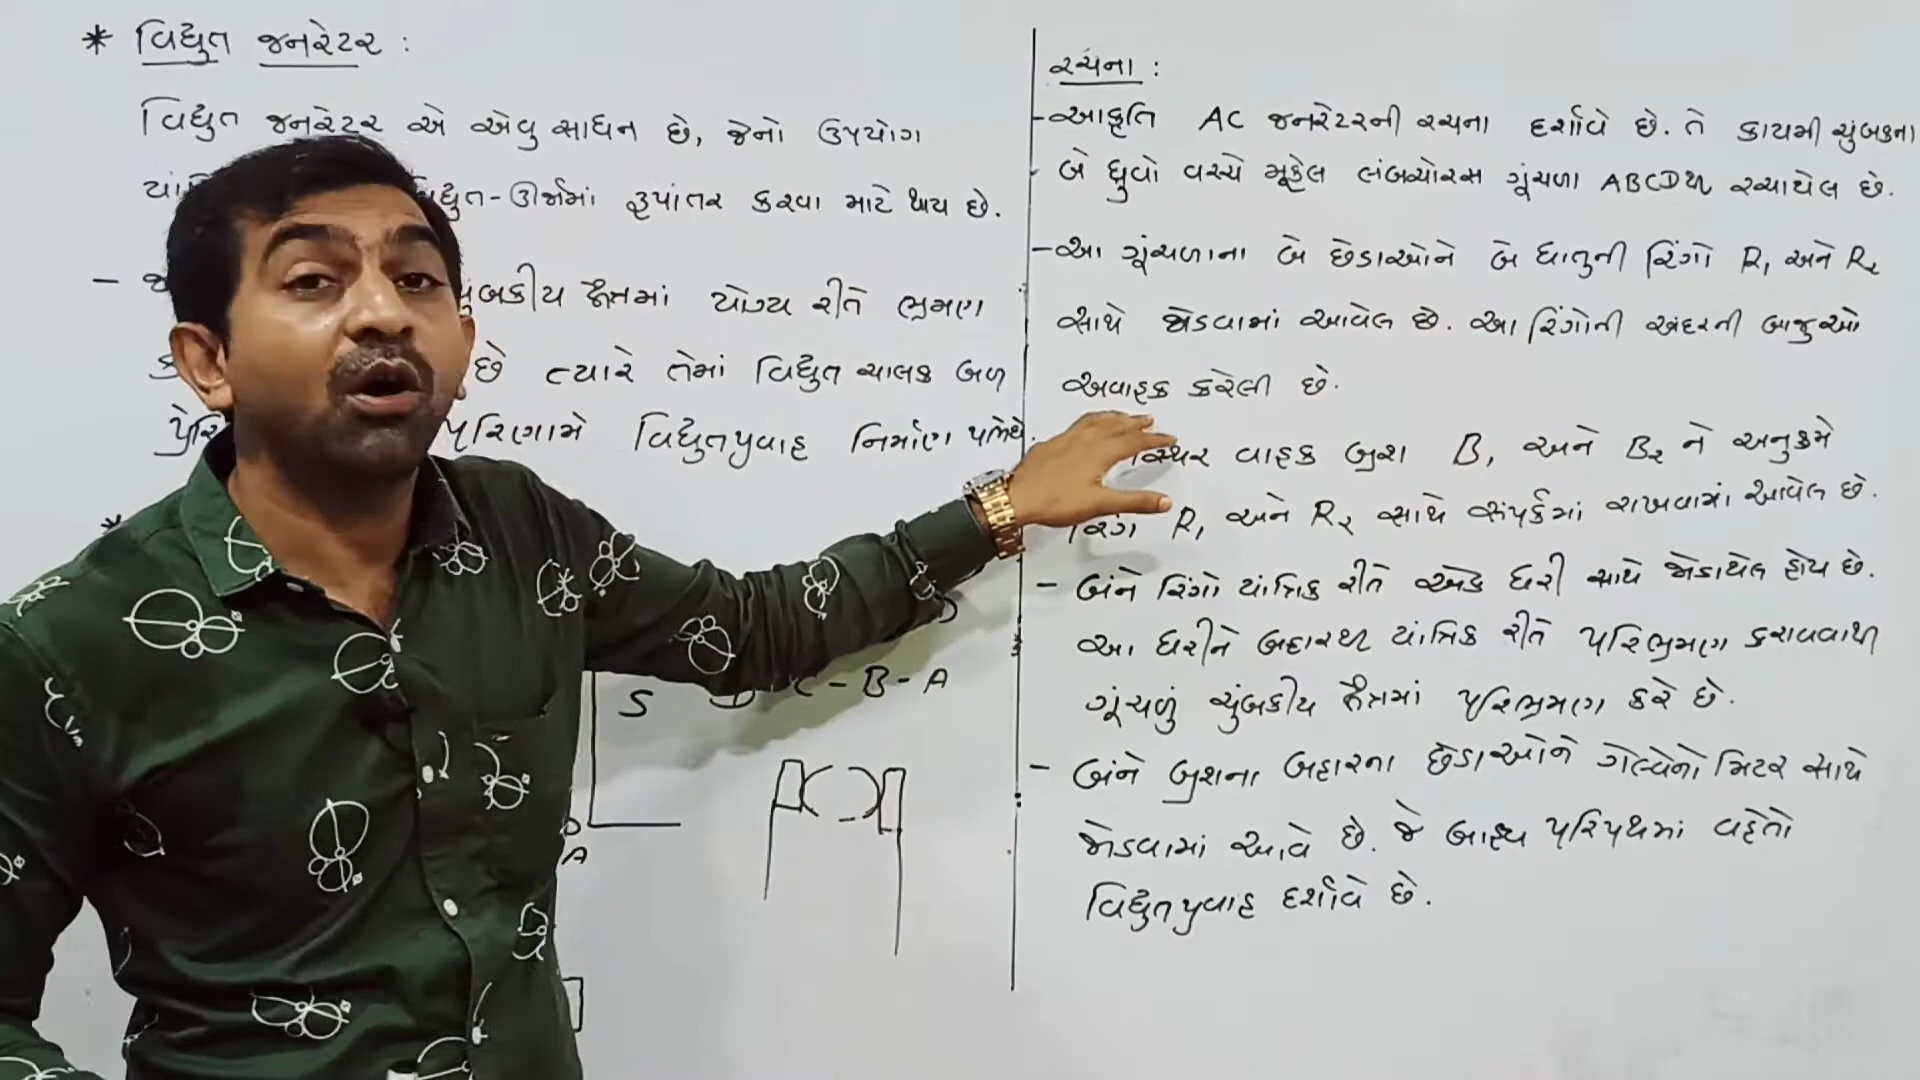 * વિદ્યુત જનરેટર :
વિદ્યુત જનરેટર એ એવુ સાધન છે, જેનો ઉપયોગ
વિદ્યુત-ઊર્જામાં રૂપાંતર કરવા માટે થાય છે.
- ચુંબકીય ક્ષેત્રમાં યોગ્ય રીતે ભ્રમણ
છે ત્યારે તેમાં વિદ્યુત ચાલક બળ
પરિણામે વિદ્યુતપ્રવાહ નિર્માણ પામેછે.
S D-C-B-A
D
A
રચના :
- આકૃતિ AC જનરેટરની રચના દર્શાવે છે. તે કાયમી ચુંબકના
- બે ધ્રુવો વચ્ચે મૂકેલ લંબચોરસ ગૂંચળા ABCDથી રચાયેલ છે.
- આ ગૂંચળાના બે છેડાઓને બે ધાતુની રિંગો R₁ અને R₂
સાથે જોડવામાં આવેલ છે. આ રિંગોની અંદરની બાજુઓ
અવાહક કરેલી છે.
સ્થિર વાહક બ્રશ B₁ અને B₂ ને અનુક્રમે
રિંગ R₁ અને R₂ સાથે સંપર્કમાં રાખવામાં આવેલ છે.
- બંને રિંગો યાંત્રિક રીતે એક ધરી સાથે જોડાયેલ હોય છે.
આ ધરીને બહારથી યાંત્રિક રીતે પરિભ્રમણ કરાવવાથી
ગૂંચળું ચુંબકીય ક્ષેત્રમાં પરિભ્રમણ કરે છે.
- બંને બ્રશના બહારના છેડાઓને ગેલ્વેનોમિટર સાથે
જોડવામાં આવે છે. જે બાહ્ય પરિપથમાં વહેતો
વિદ્યુતપ્રવાહ દર્શાવે છે.